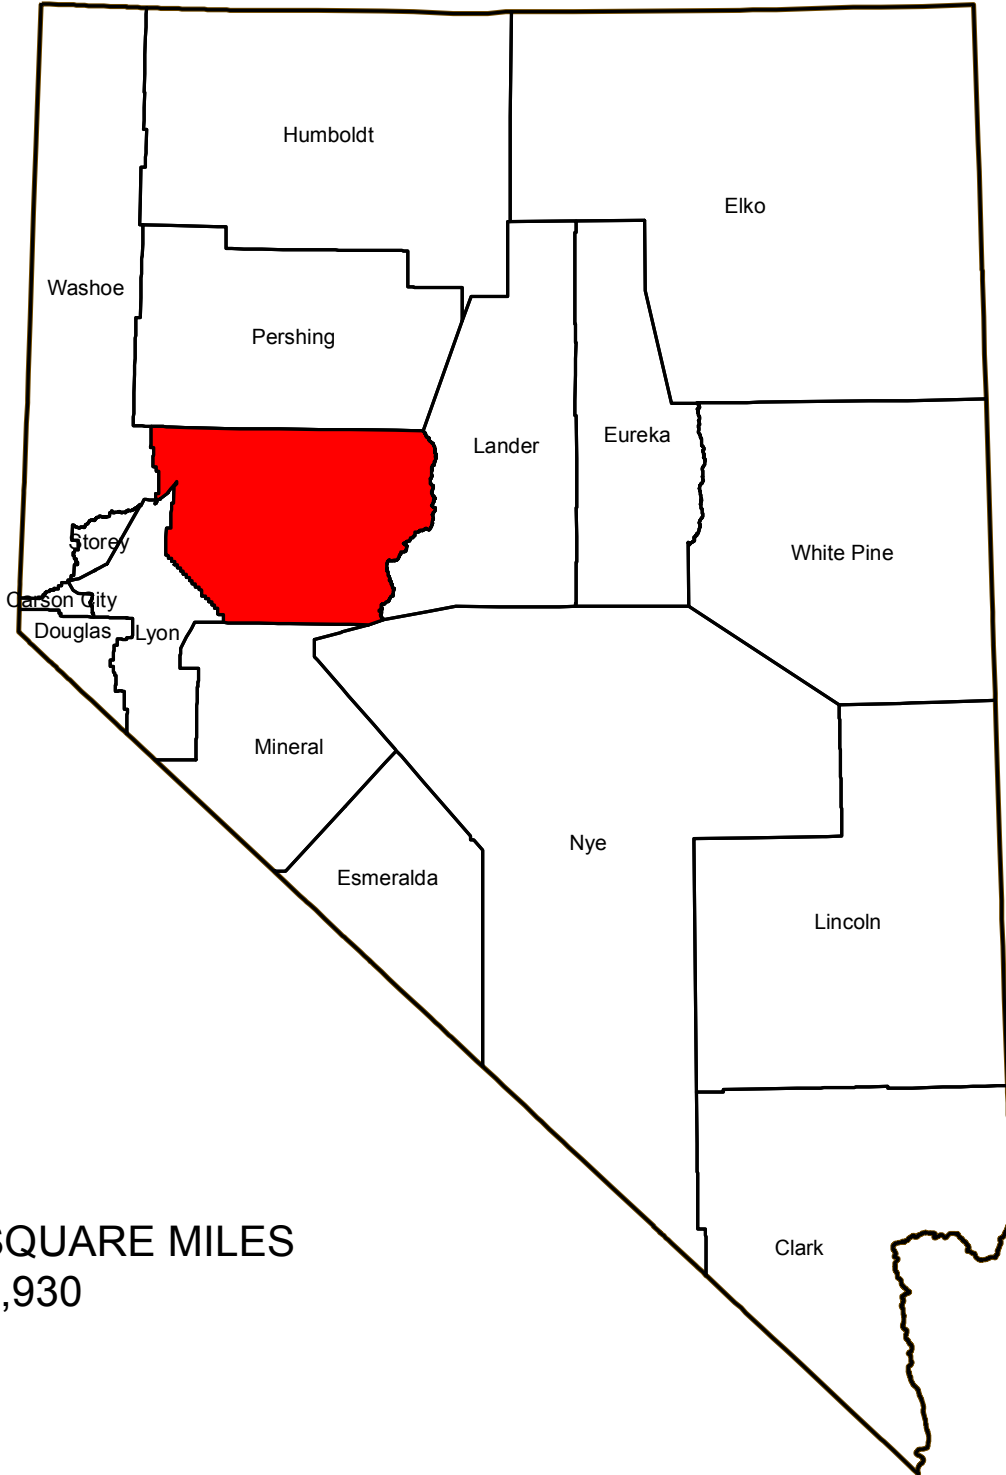 Humboldt
Elko
Washoe
Pershing
Eureka
Lander
Storey
White Pine
Carson City
Douglas
Lyon
Mineral
Nye
Esmeralda
Lincoln
SQUARE MILES
Clark
,930